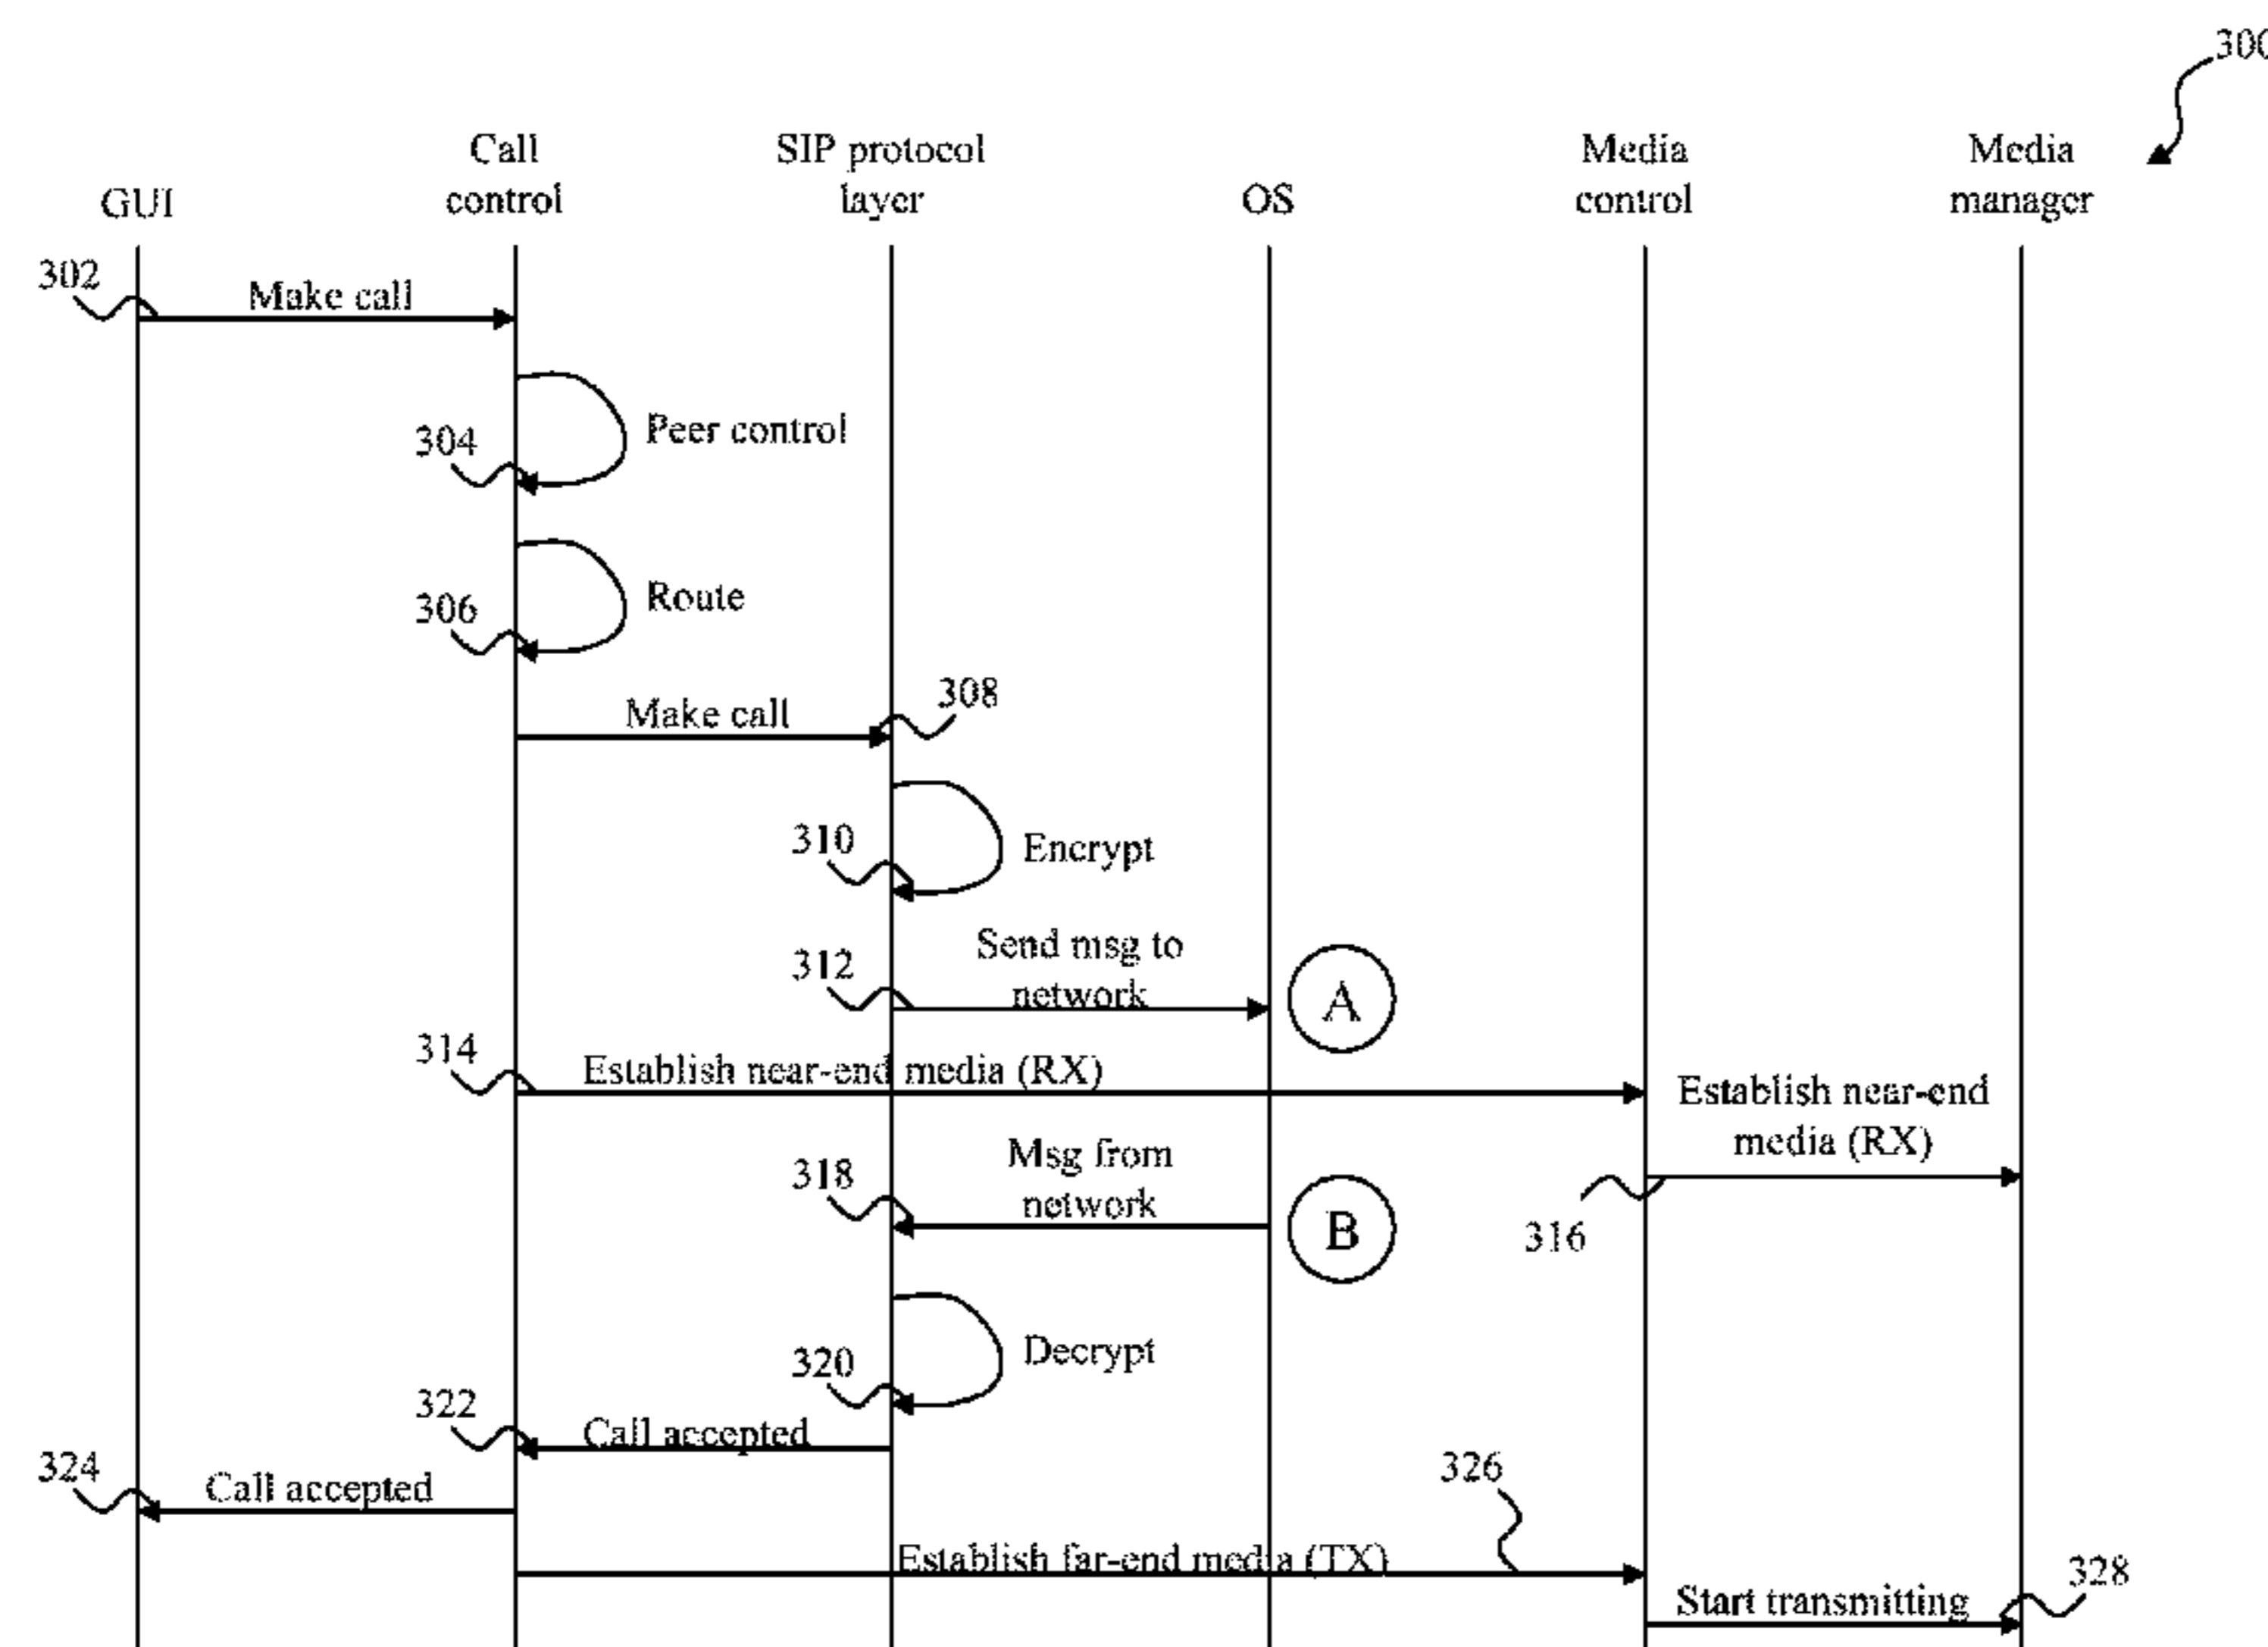 300
Call
control
SIP protocol
layer
Media
control
Media
manager
GUI
OS
302
Make call
304
Peer control
306
Route
308
Make call
310
Encrypt
312
Send msg to
network
A
314
Establish near-end media (RX)
Establish near-end
media (RX)
316
318
Msg from
network
B
320
Decrypt
322
Call accepted
324
Call accepted
326
Establish far-end media (TX)
Start transmitting
328